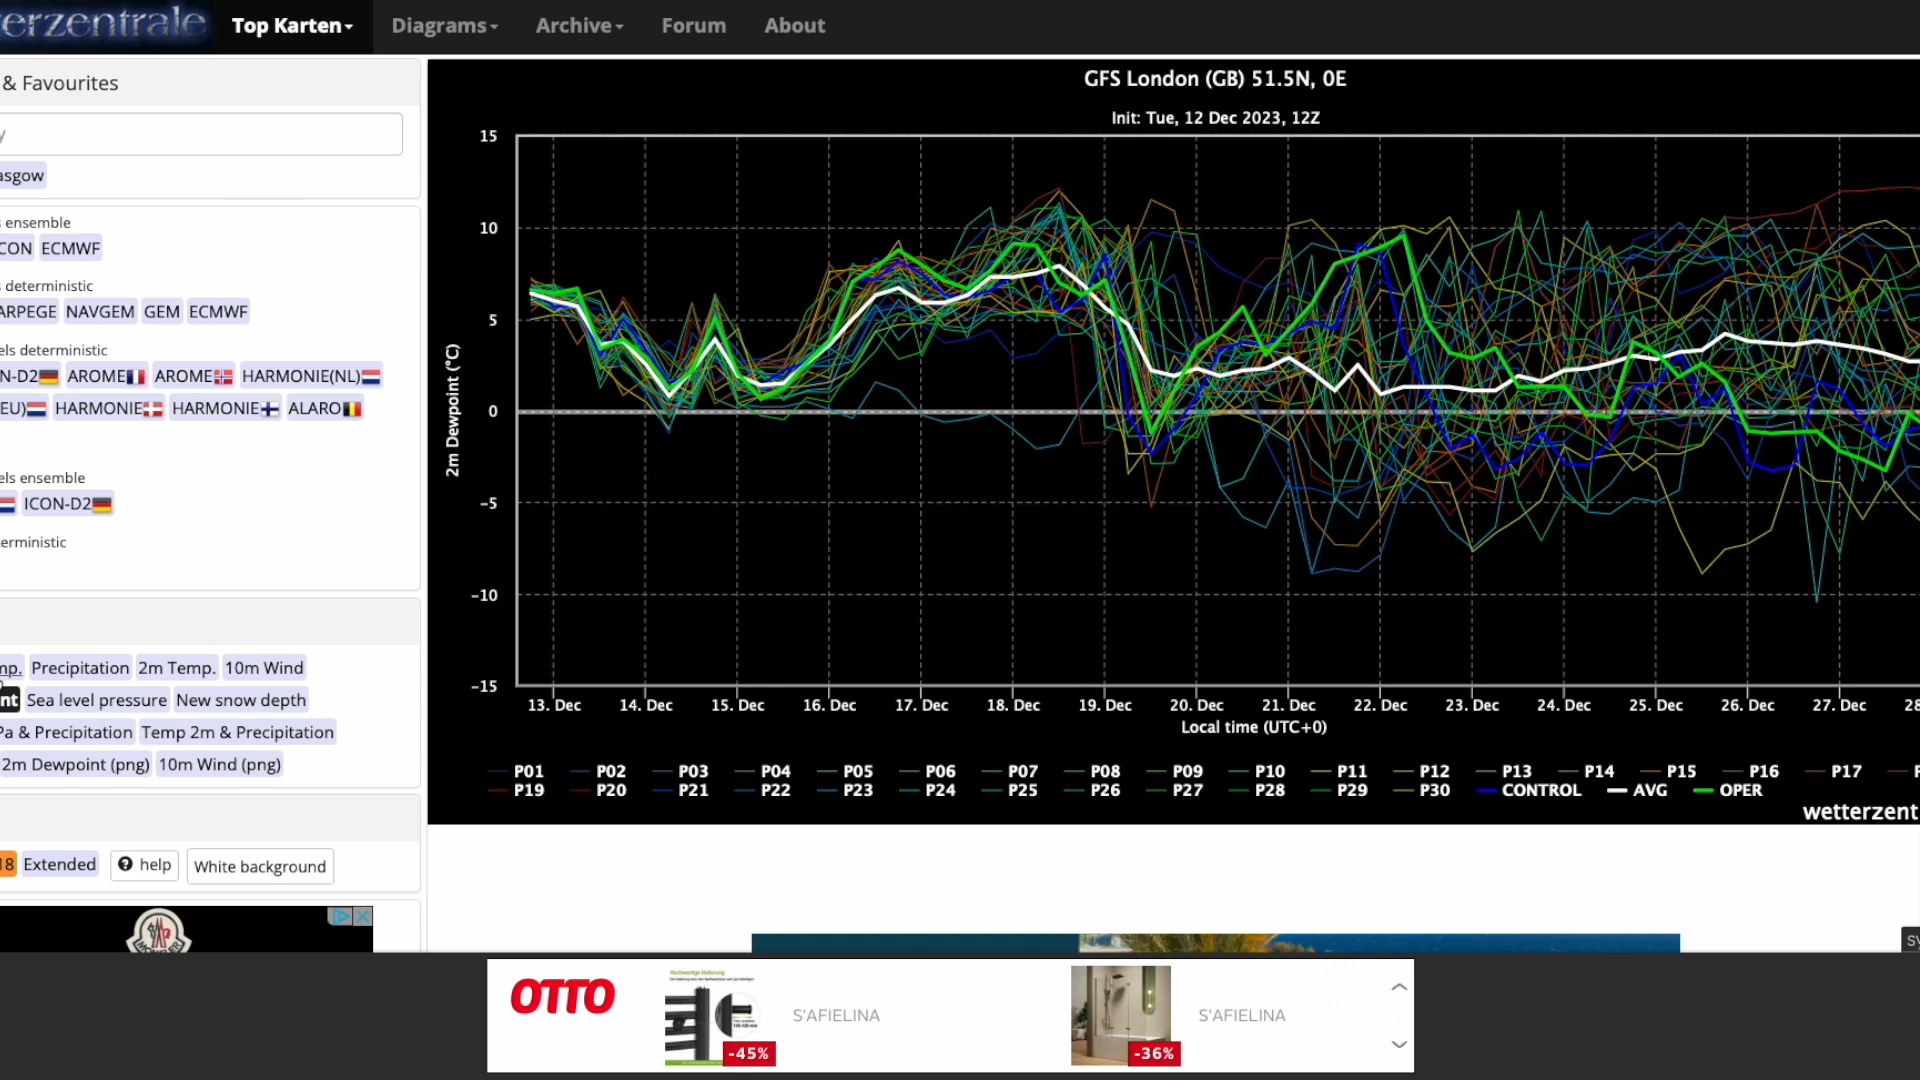 erzentrale
Top Karten
Diagrams
Archive
Forum
About
& Favourites
y
asgow
s ensemble
CON ECMWF
s deterministic
ARPEGE NAVGEM GEM ECMWF
els deterministic
N-D2 AROME AROME HARMONIE(NL)
EU) HARMONIE HARMONIE ALARO
els ensemble
ICON-D2
erministic
mp. Precipitation 2m Temp. 10m Wind
nt Sea level pressure New snow depth
Pa & Precipitation Temp 2m & Precipitation
2m Dewpoint (png) 10m Wind (png)
18 Extended help White background
GFS London (GB) 51.5N, 0E
Init: Tue, 12 Dec 2023, 12Z
15
10
5
0
−5
−10
−15
2m Dewpoint (°C)
13. Dec 14. Dec 15. Dec 16. Dec 17. Dec 18. Dec 19. Dec 20. Dec 21. Dec 22. Dec 23. Dec 24. Dec 25. Dec 26. Dec 27. Dec 28
Local time (UTC+0)
P01 P02 P03 P04 P05 P06 P07 P08 P09 P10 P11 P12 P13 P14 P15 P16 P17 P
P19 P20 P21 P22 P23 P24 P25 P26 P27 P28 P29 P30 CONTROL AVG OPER
wetterzent
MONCLER
OTTO
Hochwertige Halterung
-45%
S'AFIELINA
-36%
S'AFIELINA